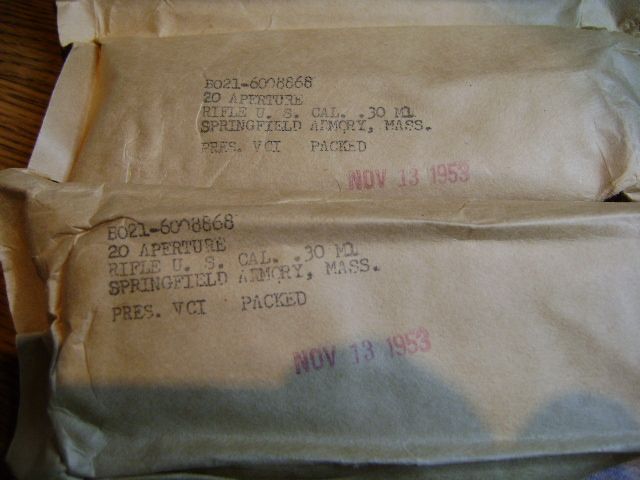 B021-6008868
20 APERTURE
RIFLE U. S. CAL. .30 M1
SPRINGFIELD ARMORY, MASS.
PRES. VCI PACKED
NOV 13 1953
B021-6008868
20 APERTURE
RIFLE U. S. CAL. .30 M1
SPRINGFIELD ARMORY, MASS.
PRES. VCI PACKED
NOV 13 1953